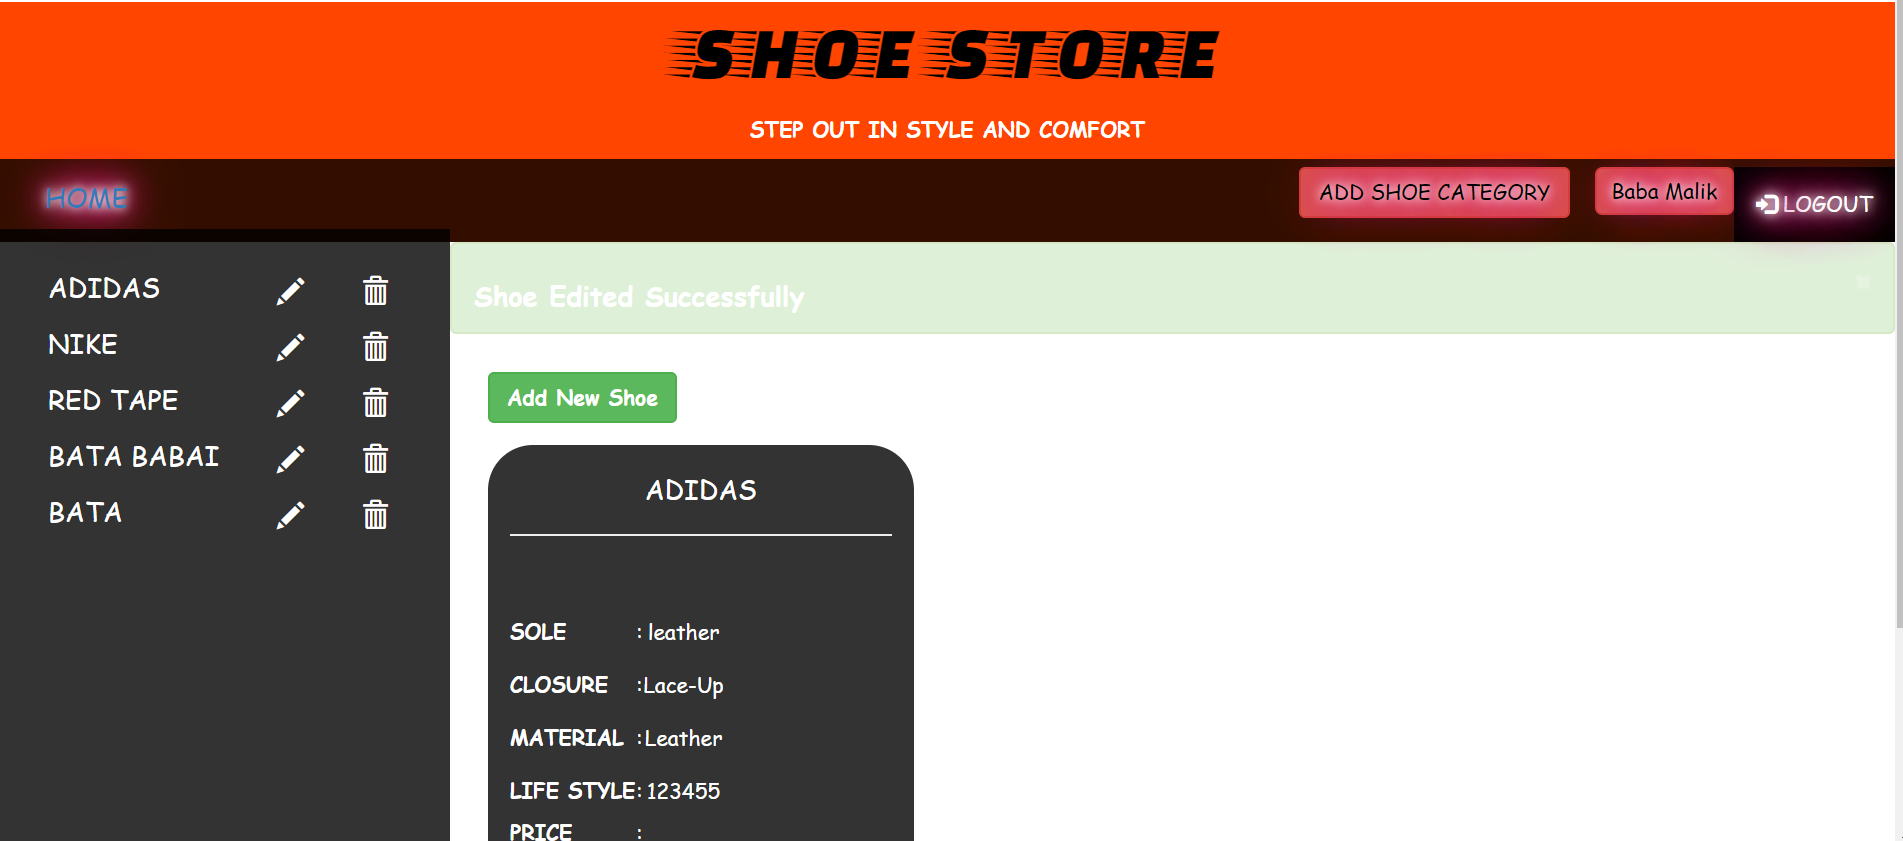 SHOE STORE
STEP OUT IN STYLE AND COMFORT
HOME
ADD SHOE CATEGORY
Baba Malik
LOGOUT
ADIDAS
NIKE
RED TAPE
BATA BABAI
BATA
Shoe Edited Successfully
Add New Shoe
ADIDAS
SOLE : leather
CLOSURE :Lace-Up
MATERIAL :Leather
LIFE STYLE: 123455
PRICE :